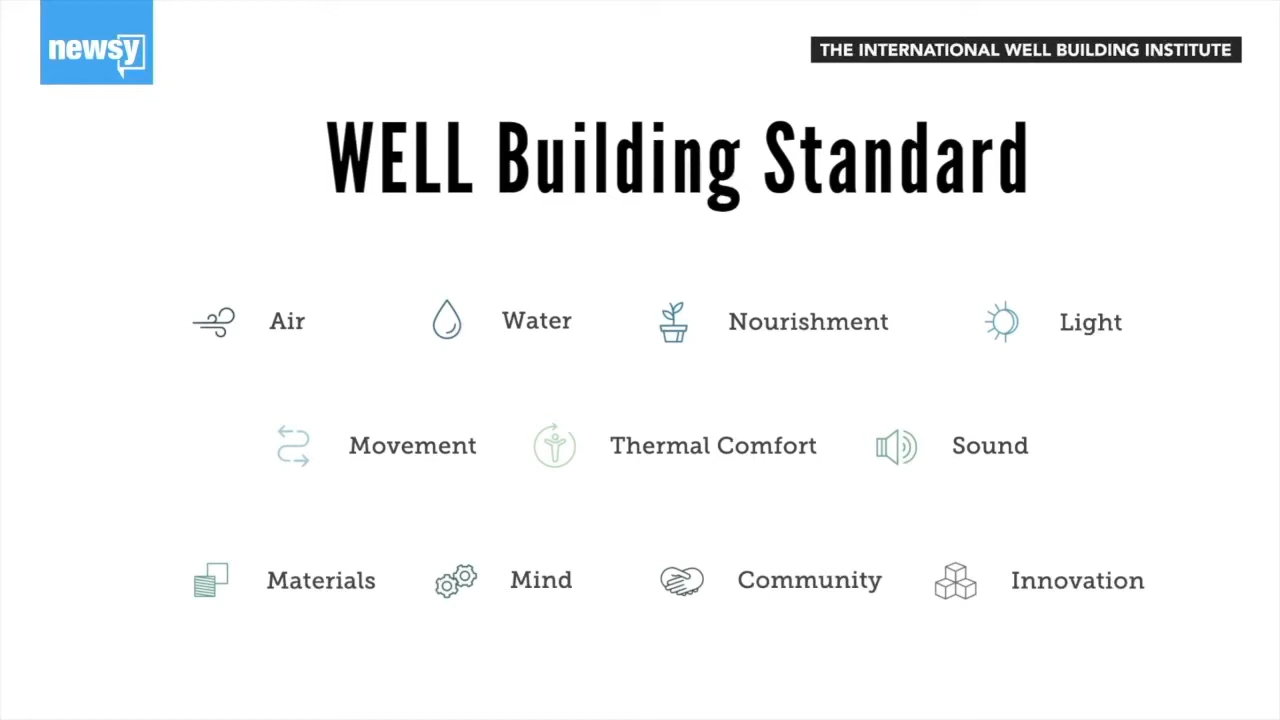 newsy
THE INTERNATIONAL WELL BUILDING INSTITUTE
WELL Building Standard
Air
Water
Nourishment
Light
Movement
Thermal Comfort
Sound
Materials
Mind
Community
Innovation